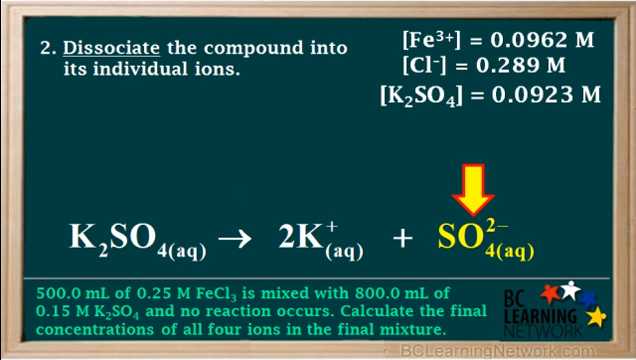 2. Dissociate the compound into
its individual ions.
[Fe³⁺] = 0.0962 M
[Cl⁻] = 0.289 M
[K₂SO₄] = 0.0923 M
K₂SO₄(aq) → 2K⁺(aq) + SO₄²⁻(aq)
500.0 mL of 0.25 M FeCl₃ is mixed with 800.0 mL of
0.15 M K₂SO₄ and no reaction occurs. Calculate the final
concentrations of all four ions in the final mixture.
BC
LEARNING
NETWORK
BCLearningNetwork.com